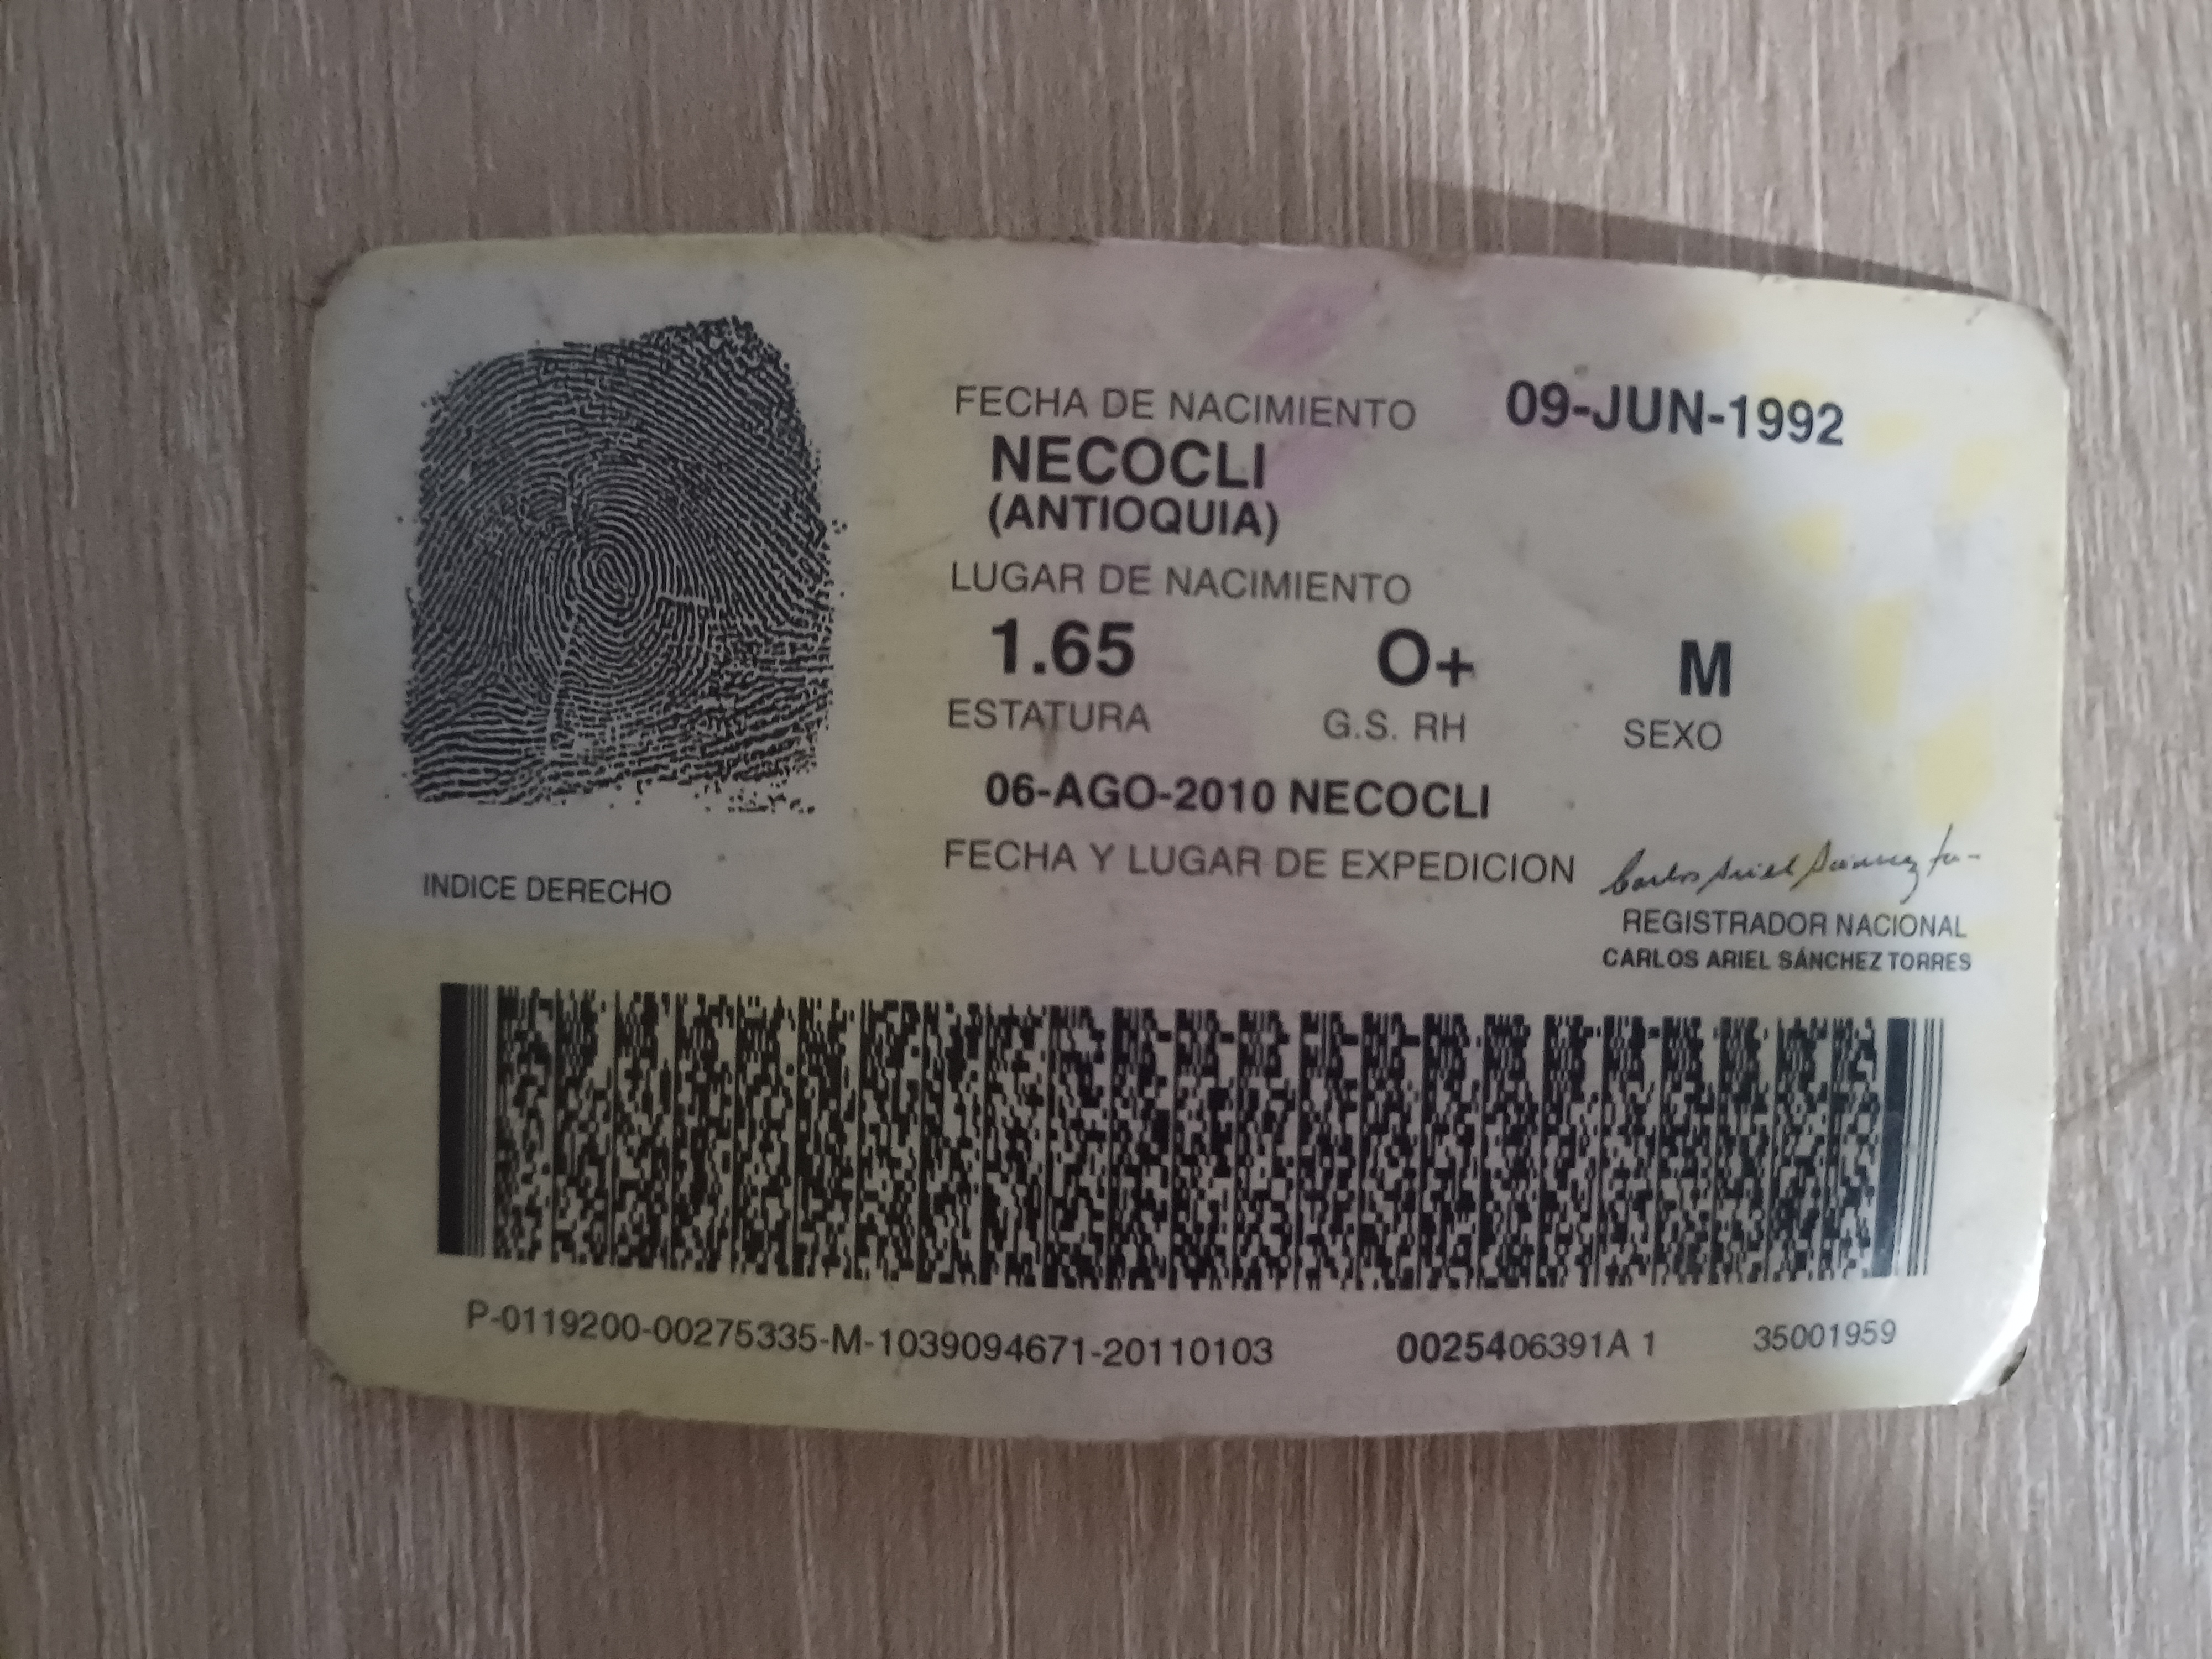 FECHA DE NACIMIENTO 09-JUN-1992
NECOCLI
(ANTIOQUIA)
LUGAR DE NACIMIENTO
1.65 O+ M
ESTATURA G.S. RH SEXO
06-AGO-2010 NECOCLI
FECHA Y LUGAR DE EXPEDICION
INDICE DERECHO
REGISTRADOR NACIONAL
CARLOS ARIEL SÁNCHEZ TORRES
P-0119200-00275335-M-1039094671-20110103 0025406391A 1 35001959